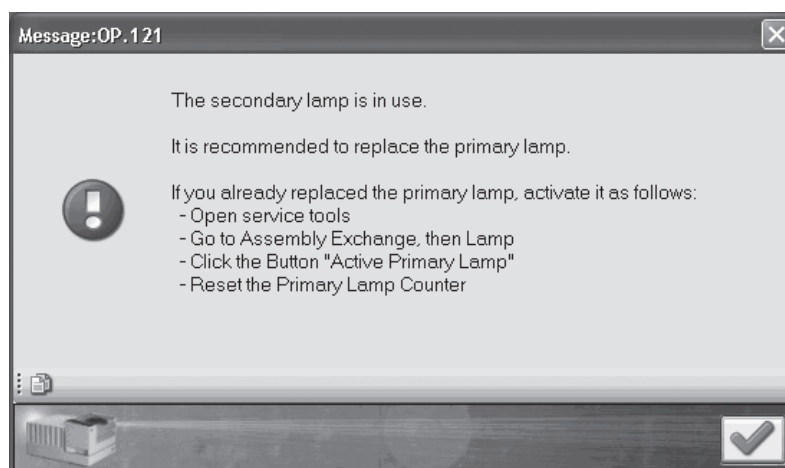 Message:OP.121
The secondary lamp is in use.
It is recommended to replace the primary lamp.
If you already replaced the primary lamp, activate it as follows:
- Open service tools
- Go to Assembly Exchange, then Lamp
- Click the Button "Active Primary Lamp"
- Reset the Primary Lamp Counter